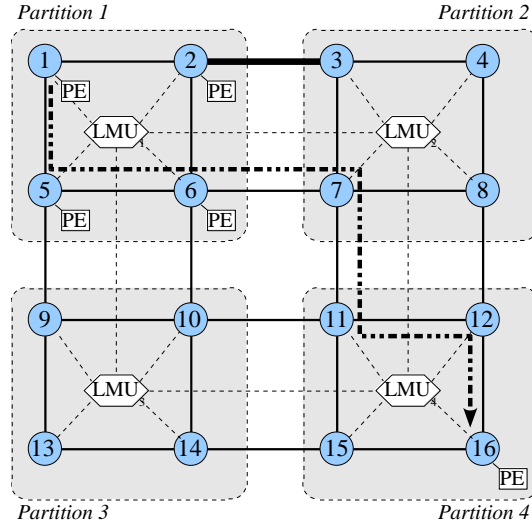 Partition 1 Partition 2
1 2 3 4
PE PE
LMU1 LMU2
5 6 7 8
PE PE
9 10 11 12
LMU3 LMU4
13 14 15 16
PE
Partition 3 Partition 4